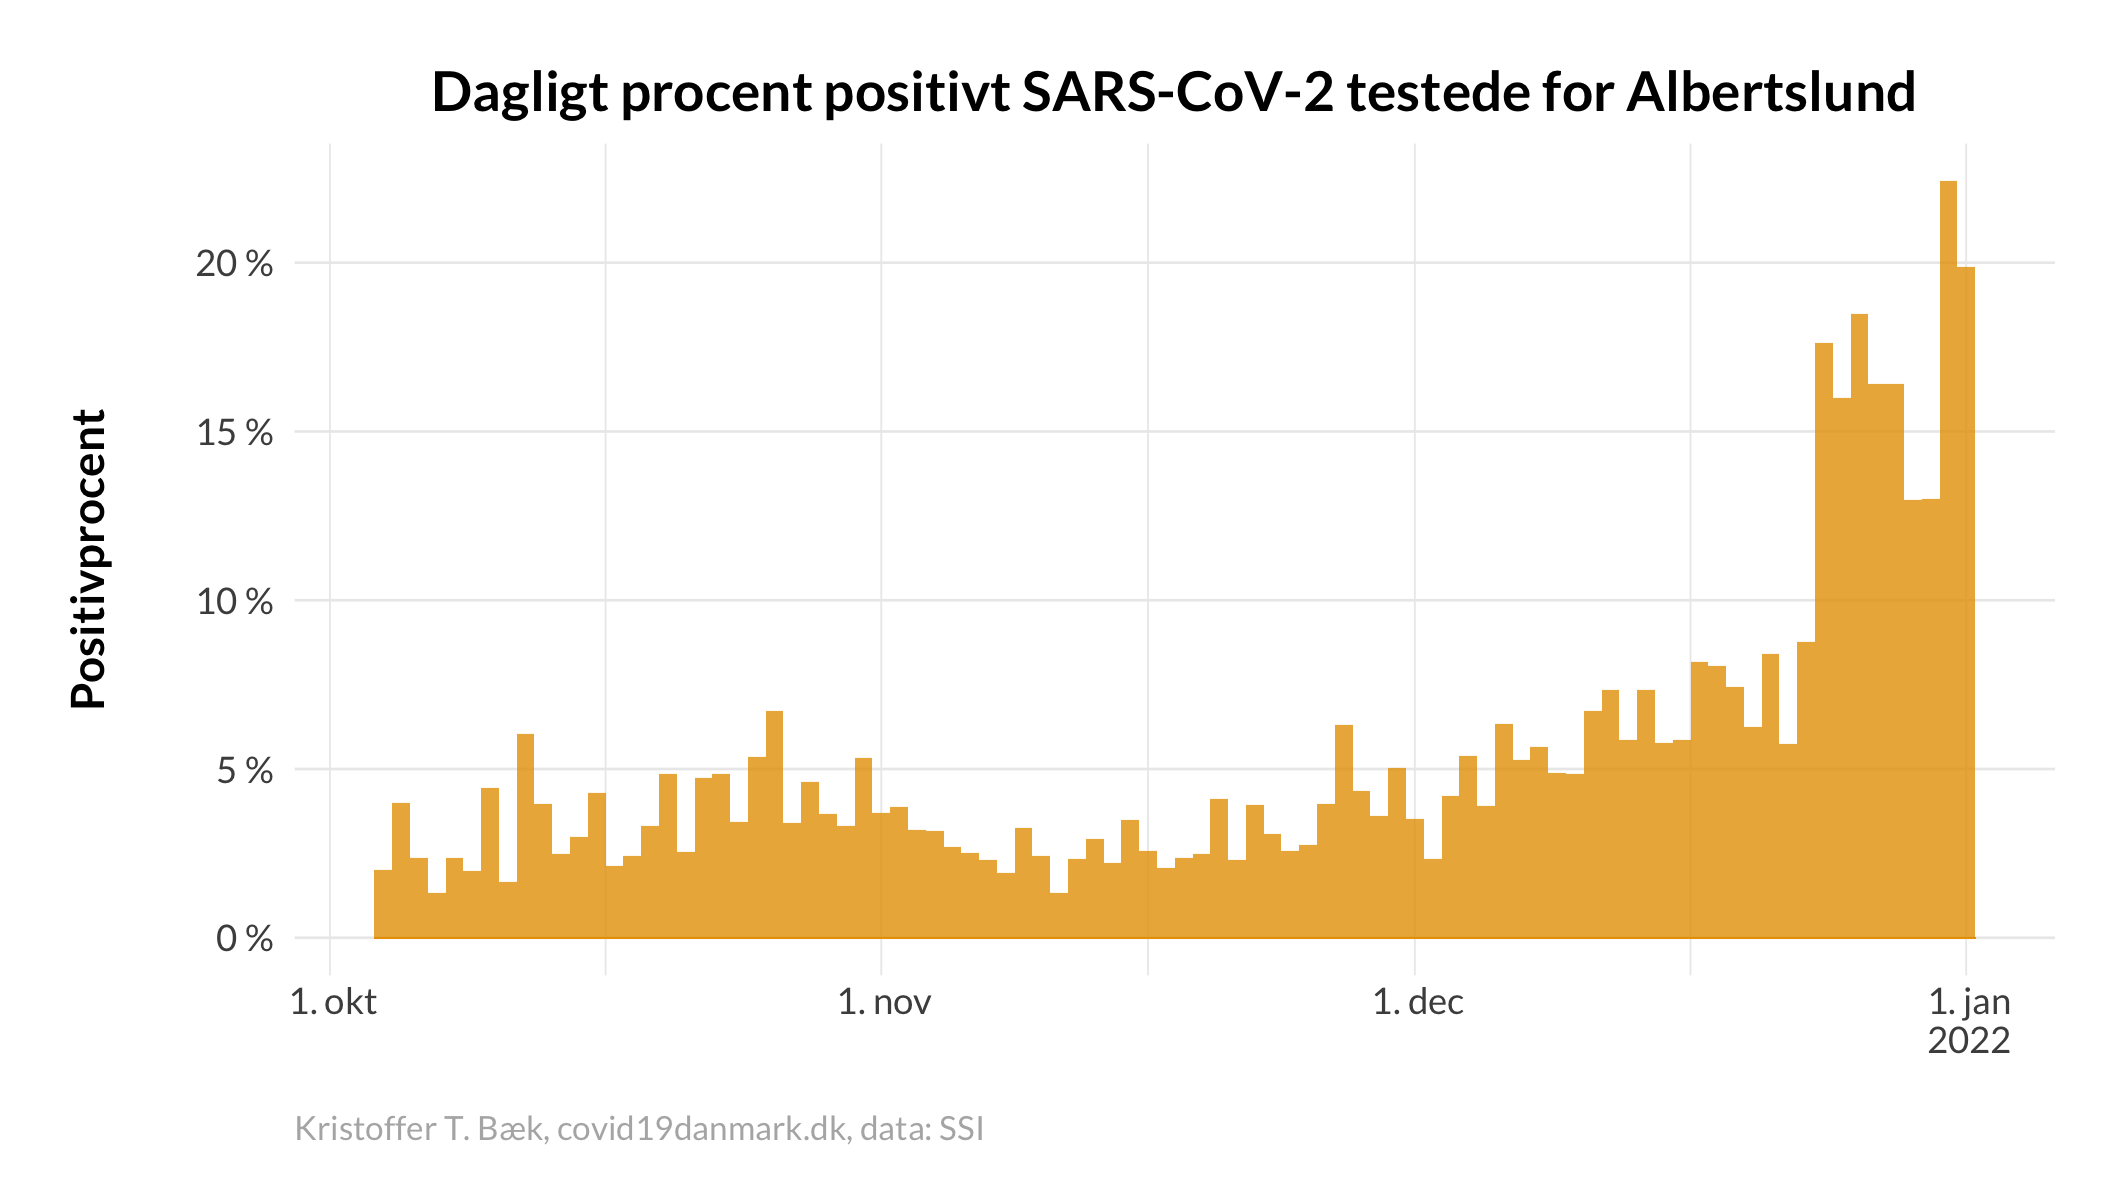 Dagligt procent positivt SARS-CoV-2 testede for Albertslund
Positivprocent
20 %
15 %
10 %
5 %
0 %
1. okt
1. nov
1. dec
1. jan
2022
Kristoffer T. Bæk, covid19danmark.dk, data: SSI